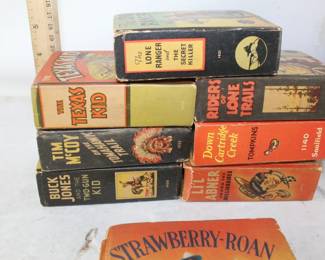 The
LONE
RANGER
and
THE
SECRET
KILLER
TEXAS
THE
TEXAS
KID
RIDERS
LONE
TRAILS
TIM
McCOY
Down
Cartridge
Creek
TOMPKINS
1140
Saalfield
BUCK
JONES
AND THE
TWO-GUN
KID
LI'L
ABNER
STRAWBERRY-ROAN